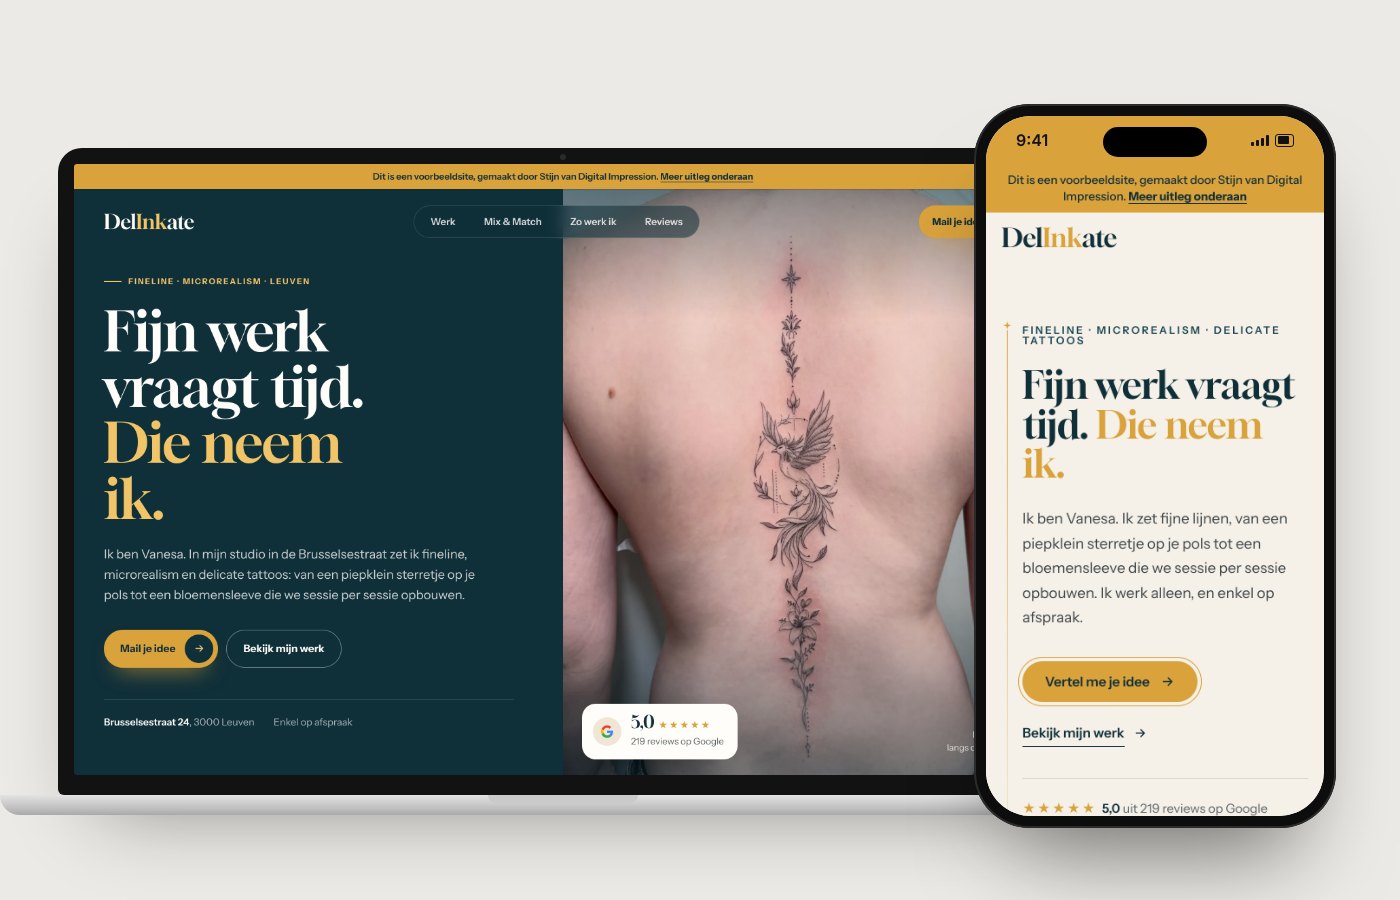 Dit is een voorbeeldsite, gemaakt door Stijn van Digital Impression. Meer uitleg onderaan
DelInkate
Werk
Mix & Match
Zo werk ik
Reviews
Mail je
FINELINE · MICROREALISM · LEUVEN
Fijn werk
vraagt tijd.
Die neem
ik.
Ik ben Vanesa. In mijn studio in de Brusselsestraat zet ik fineline,
microrealism en delicate tattoos: van een piepklein sterretje op je
pols tot een bloemensleeve die we sessie per sessie opbouwen.
Mail je idee
Bekijk mijn werk
Brusselsestraat 24, 3000 Leuven
Enkel op afspraak
5,0
219 reviews op Google
langs
9:41
Dit is een voorbeeldsite, gemaakt door Stijn van Digital
Impression. Meer uitleg onderaan
DelInkate
FINELINE · MICROREALISM · DELICATE
TATTOOS
Fijn werk vraagt
tijd. Die neem
ik.
Ik ben Vanesa. Ik zet fijne lijnen, van een
piepklein sterretje op je pols tot een
bloemensleeve die we sessie per sessie
opbouwen. Ik werk alleen, en enkel op
afspraak.
Vertel me je idee
Bekijk mijn werk
5,0 uit 219 reviews op Google